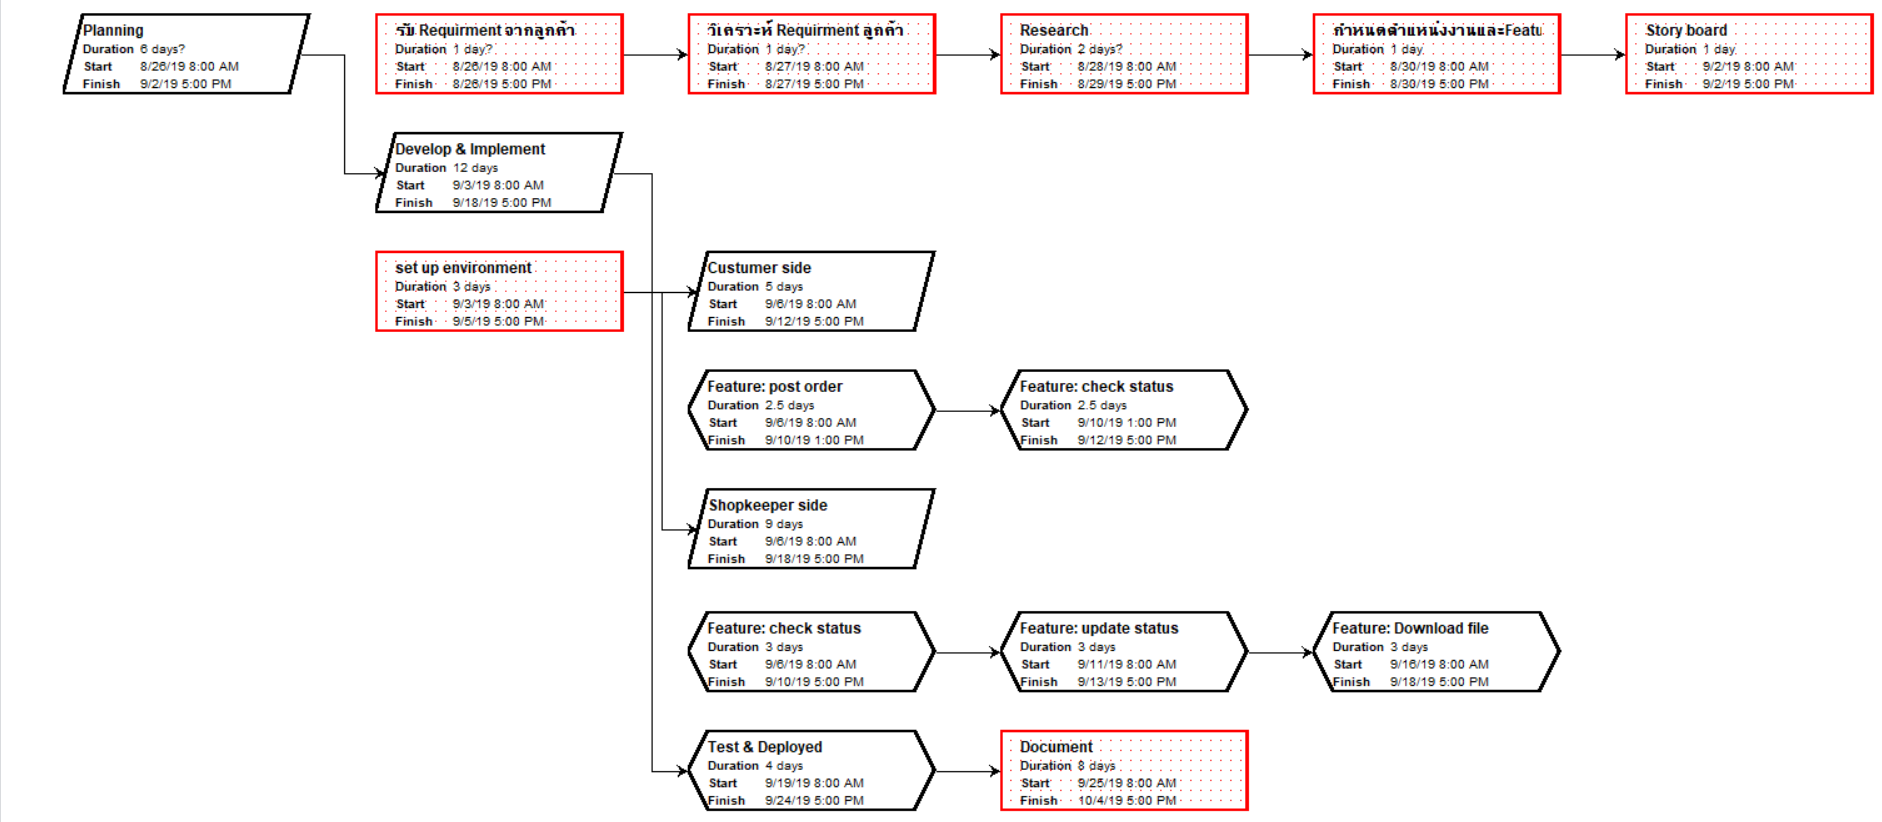 Planning
Duration 6 days?
Start 8/26/19 8:00 AM
Finish 9/2/19 5:00 PM
รับ Requirment จากลูกค้า
Duration 1 day?
Start 8/26/19 8:00 AM
Finish 8/26/19 5:00 PM
วิเคราะห์ Requirment ลูกค้า
Duration 1 day?
Start 8/27/19 8:00 AM
Finish 8/27/19 5:00 PM
Research
Duration 2 days?
Start 8/28/19 8:00 AM
Finish 8/29/19 5:00 PM
กำหนดตำแหน่งงานและFeatu
Duration 1 day
Start 8/30/19 8:00 AM
Finish 8/30/19 5:00 PM
Story board
Duration 1 day
Start 9/2/19 8:00 AM
Finish 9/2/19 5:00 PM
Develop & Implement
Duration 12 days
Start 9/3/19 8:00 AM
Finish 9/18/19 5:00 PM
set up environment
Duration 3 days
Start 9/3/19 8:00 AM
Finish 9/5/19 5:00 PM
Custumer side
Duration 5 days
Start 9/6/19 8:00 AM
Finish 9/12/19 5:00 PM
Feature: post order
Duration 2.5 days
Start 9/6/19 8:00 AM
Finish 9/10/19 1:00 PM
Feature: check status
Duration 2.5 days
Start 9/10/19 1:00 PM
Finish 9/12/19 5:00 PM
Shopkeeper side
Duration 9 days
Start 9/6/19 8:00 AM
Finish 9/18/19 5:00 PM
Feature: check status
Duration 3 days
Start 9/6/19 8:00 AM
Finish 9/10/19 5:00 PM
Feature: update status
Duration 3 days
Start 9/11/19 8:00 AM
Finish 9/13/19 5:00 PM
Feature: Download file
Duration 3 days
Start 9/16/19 8:00 AM
Finish 9/18/19 5:00 PM
Test & Deployed
Duration 4 days
Start 9/19/19 8:00 AM
Finish 9/24/19 5:00 PM
Document
Duration 8 days
Start 9/25/19 8:00 AM
Finish 10/4/19 5:00 PM